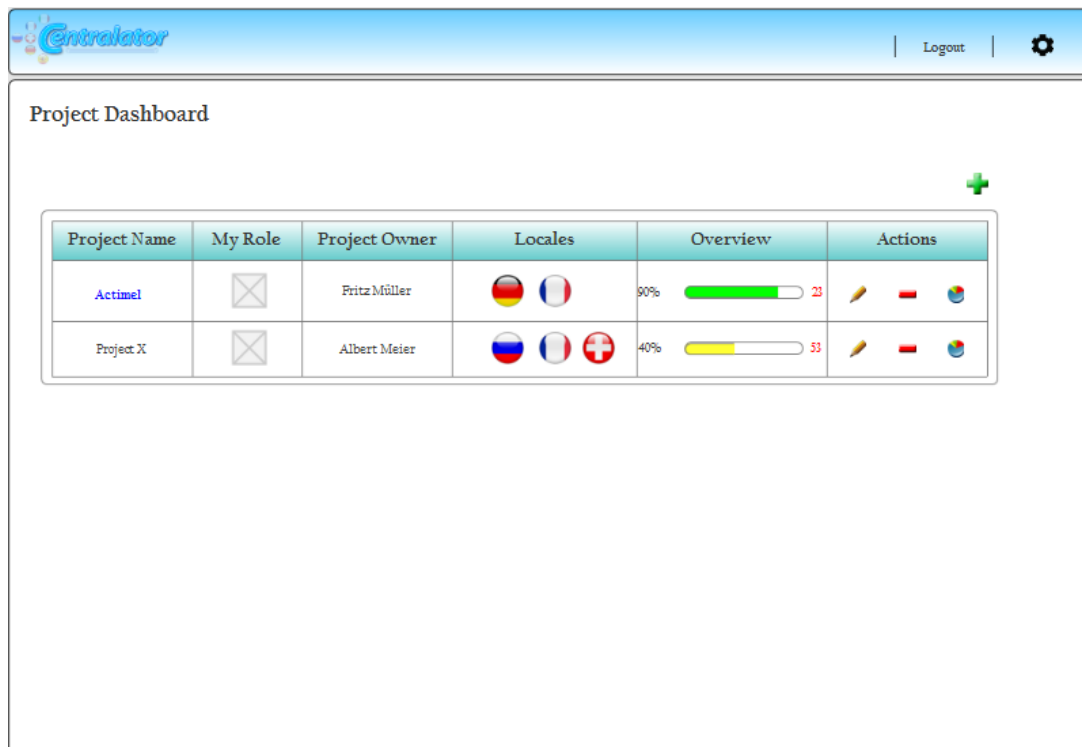 Centralator
Logout
Project Dashboard
Project Name My Role Project Owner Locales Overview Actions
Actimel Fritz Müller 90% 23
Project X Albert Meier 40% 53